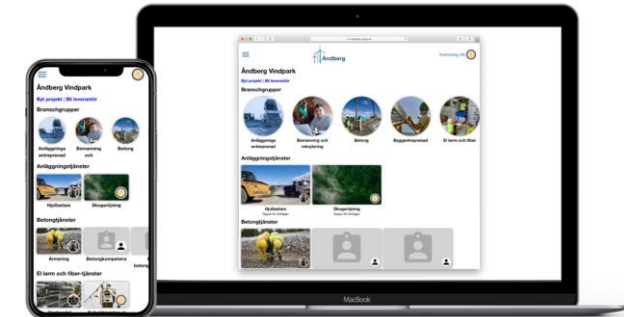 Åndberg Vindpark
Byt projekt | Bli leverantör
Branschgrupper
Anläggnings
entreprenad
Bemanning
och
Betong
Anläggningstjänster
Hjullastare
Skogsröjning
Betongtjänster
Armering
Betongkompetens
El larm och fiber-tjänster
Åndberg
Åndberg Vindpark
Byt projekt | Bli leverantör
Branschgrupper
Anläggnings
entreprenad
Bemanning och
rekrytering
Betong
Byggentreprenad
El larm och fiber
Anläggningstjänster
Hjullastare
Skogsröjning
Betongtjänster
MacBook